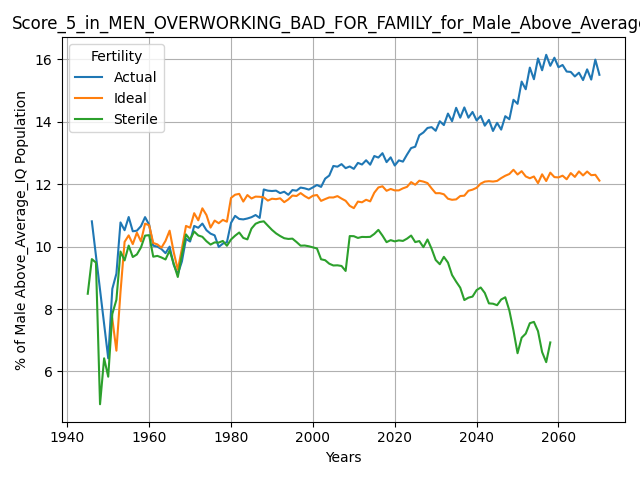 Score_5_in_MEN_OVERWORKING_BAD_FOR_FAMILY_for_Male_Above_Average
Fertility
Actual
Ideal
Sterile
% of Male Above_Average_IQ Population
16
14
12
10
8
6
1940 1960 1980 2000 2020 2040 2060
Years